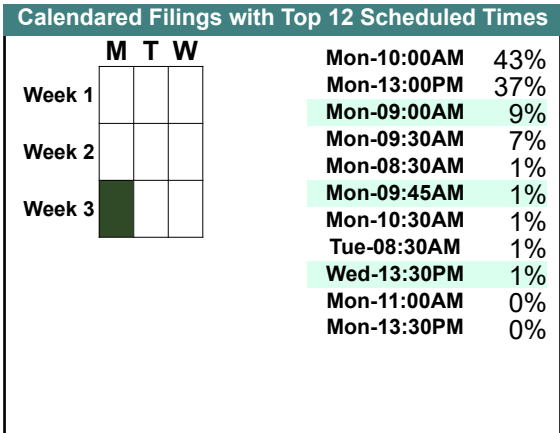 Calendared Filings with Top 12 Scheduled Times
M T W
Week 1
Week 2
Week 3
Mon-10:00AM 43%
Mon-13:00PM 37%
Mon-09:00AM 9%
Mon-09:30AM 7%
Mon-08:30AM 1%
Mon-09:45AM 1%
Mon-10:30AM 1%
Tue-08:30AM 1%
Wed-13:30PM 1%
Mon-11:00AM 0%
Mon-13:30PM 0%